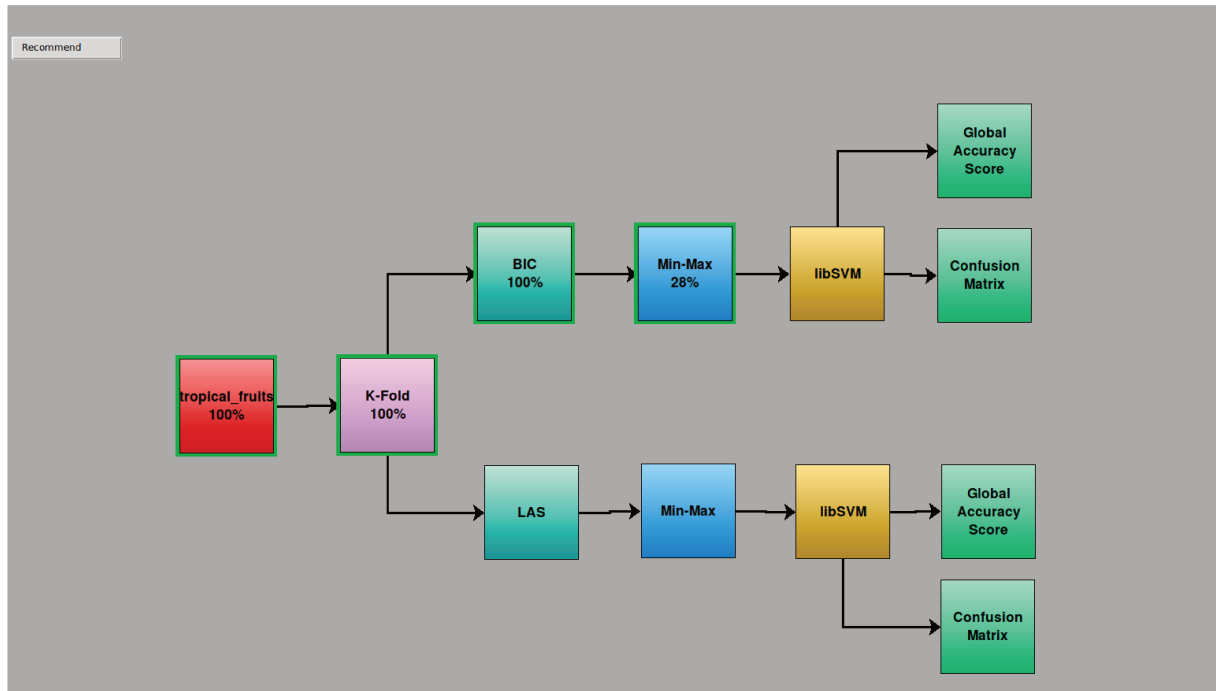 Recommend
Global
Accuracy
Score
BIC
100%
Min-Max
28%
libSVM
Confusion
Matrix
tropical_fruits
100%
K-Fold
100%
LAS
Min-Max
libSVM
Global
Accuracy
Score
Confusion
Matrix